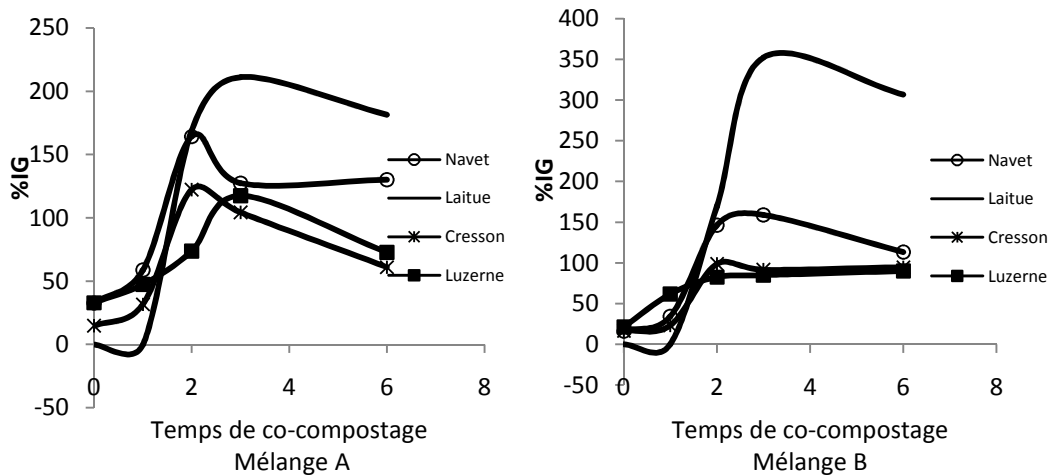 250
200
150
100
50
0
-50
%IG
0 2 4 6 8
Navet
Laitue
Cresson
Luzerne
Temps de co-compostage
Mélange A
400
350
300
250
200
150
100
50
0
-50
%IG
0 2 4 6 8
Navet
Laitue
Cresson
Luzerne
Temps de co-compostage
Mélange B